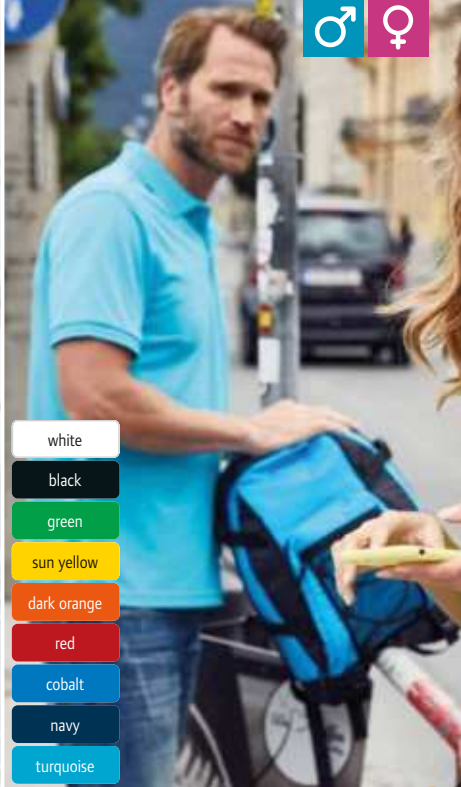 white
black
green
sun yellow
dark orange
red
cobalt
navy
turquoise